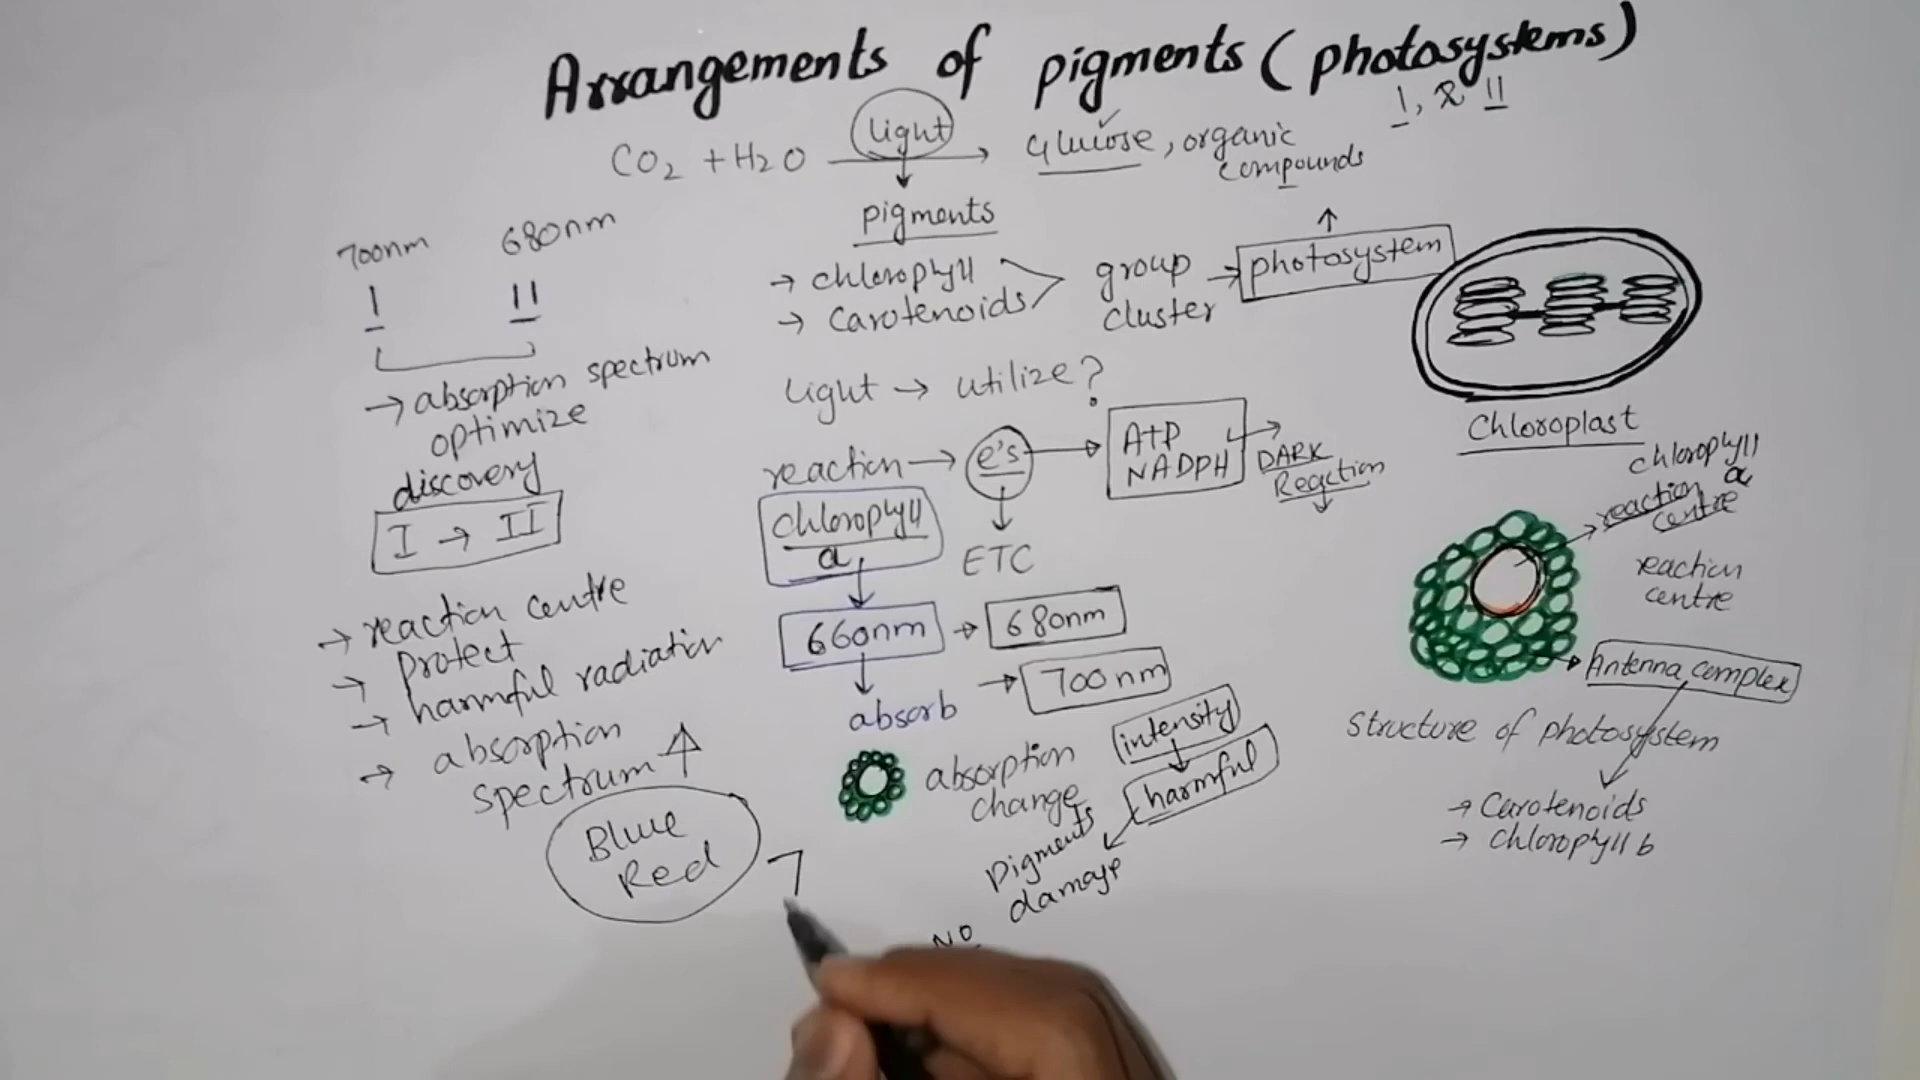 Arrangements of pigments (photosystems)
I, & II
CO2 + H2O light → Glucose, organic
compounds
pigments
→ chlorophyll
→ carotenoids
group
cluster
→ photosystem
700nm 680nm
I II
→ absorption spectrum
optimize
discovery
I → II
→ reaction centre
→ protect
→ harmful radiation
→ absorption
spectrum ↑
Blue
Red
light → utilize?
reaction → e's → ATP
NADPH
DARK
Reaction
ETC
chlorophyll
a
660nm → 680nm
→ 700nm
absorb
absorption
change
intensity
harmful
pigments
damage
NO
Chloroplast
chlorophyll
a
reaction
centre
reaction
centre
Antenna complex
Structure of photosystem
→ Carotenoids
→ Chlorophyll b